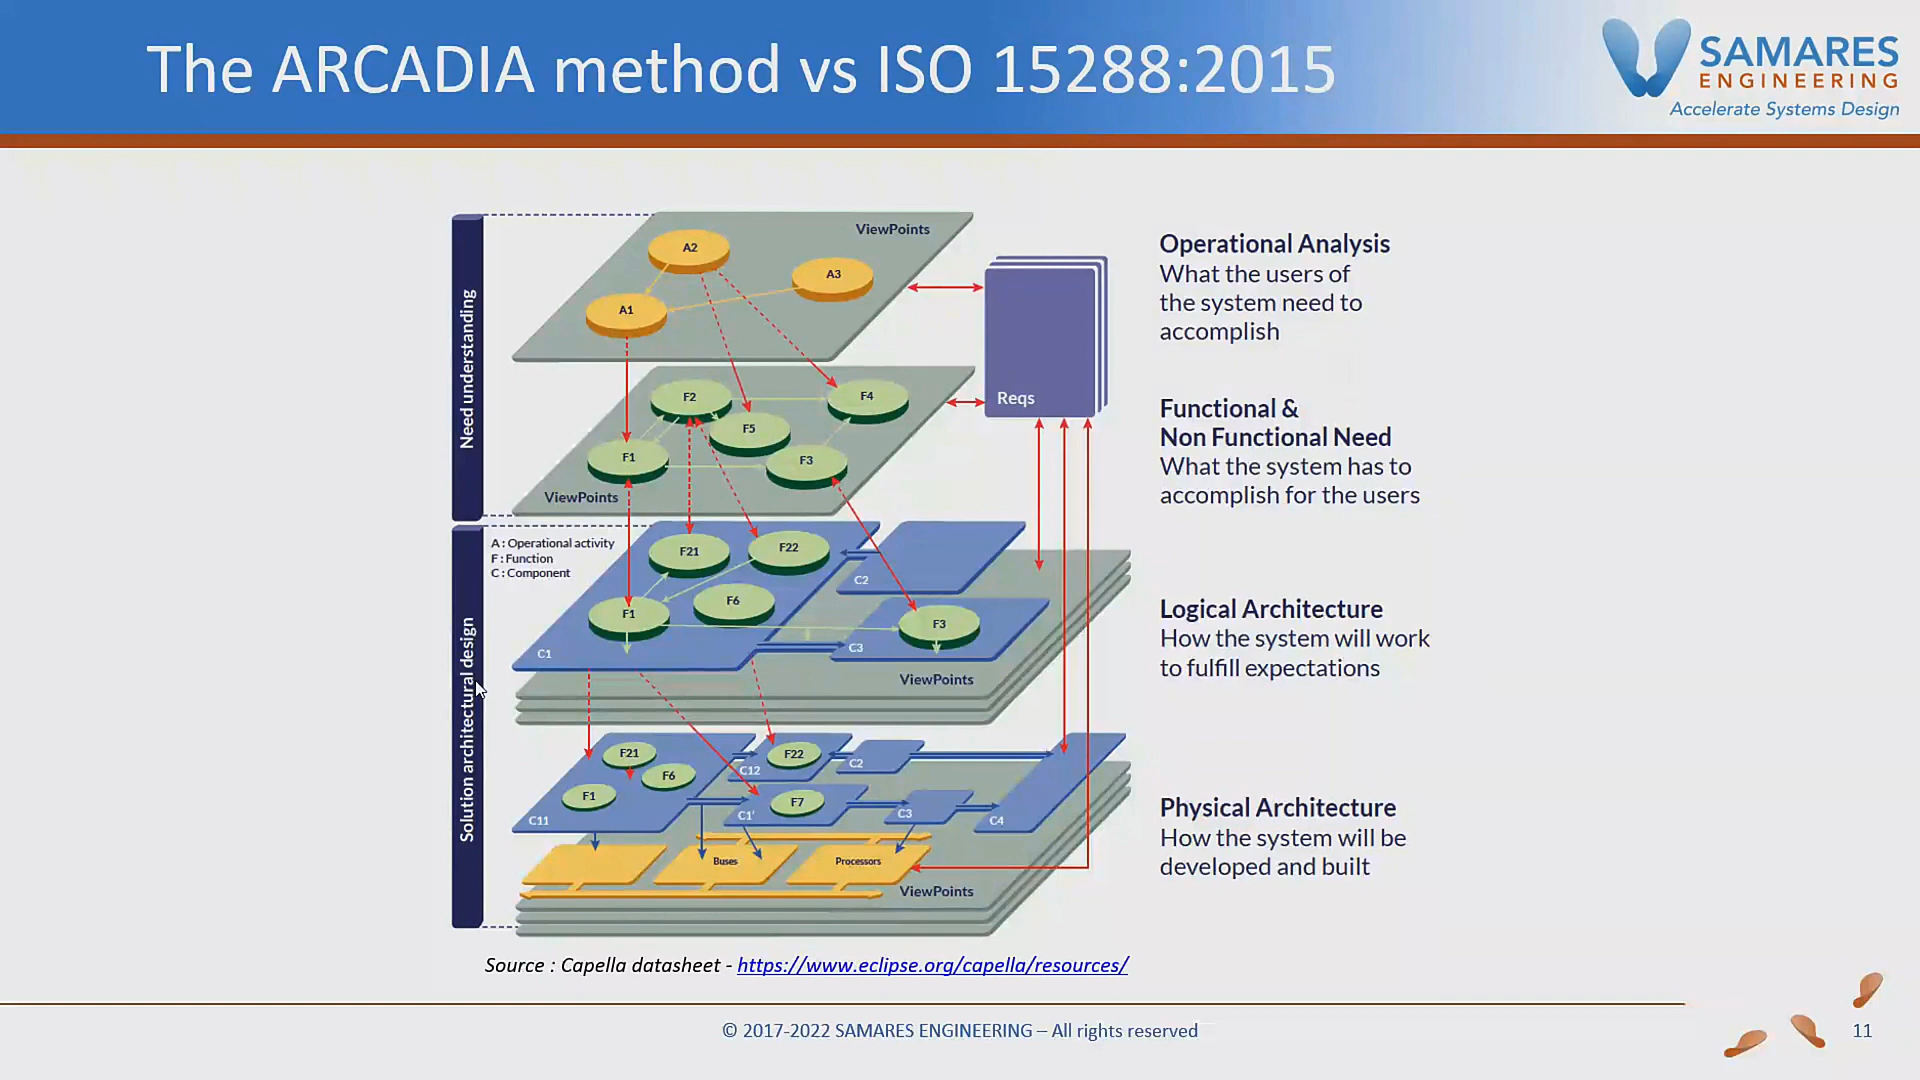 The ARCADIA method vs ISO 15288:2015
SAMARES
ENGINEERING
Accelerate Systems Design
Need understanding
ViewPoints
A2
A3
A1
Reqs
F2
F4
F5
F1
F3
ViewPoints
Operational Analysis
What the users of
the system need to
accomplish
Functional &
Non Functional Need
What the system has to
accomplish for the users
Solution architectural design
A : Operational activity
F : Function
C : Component
F21
F22
C2
F6
F1
F3
C1
C3
ViewPoints
Logical Architecture
How the system will work
to fulfill expectations
F21
F22
C12
C2
F6
F1
F7
C11
C1'
C3
C4
Buses
Processors
ViewPoints
Physical Architecture
How the system will be
developed and built
Source : Capella datasheet - https://www.eclipse.org/capella/resources/
© 2017-2022 SAMARES ENGINEERING – All rights reserved
11